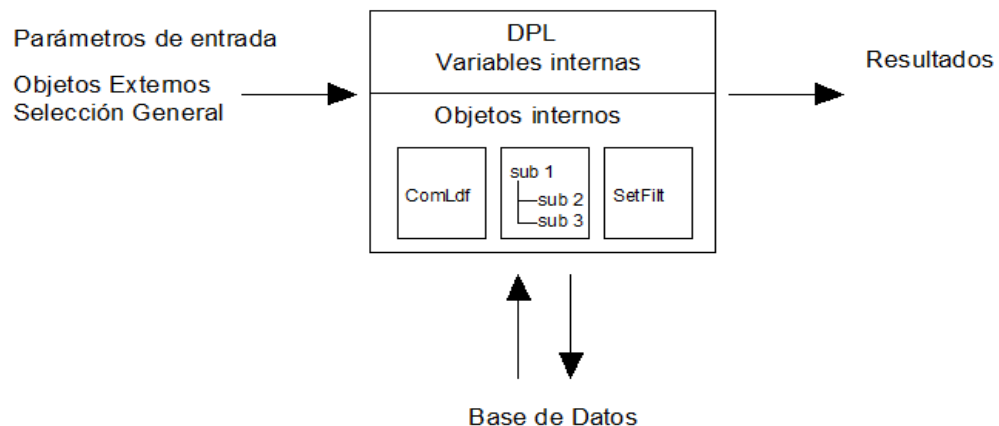 Parámetros de entrada
Objetos Externos
Selección General
DPL
Variables internas
Objetos internos
ComLdf
sub 1
sub 2
sub 3
SetFilt
Resultados
Base de Datos